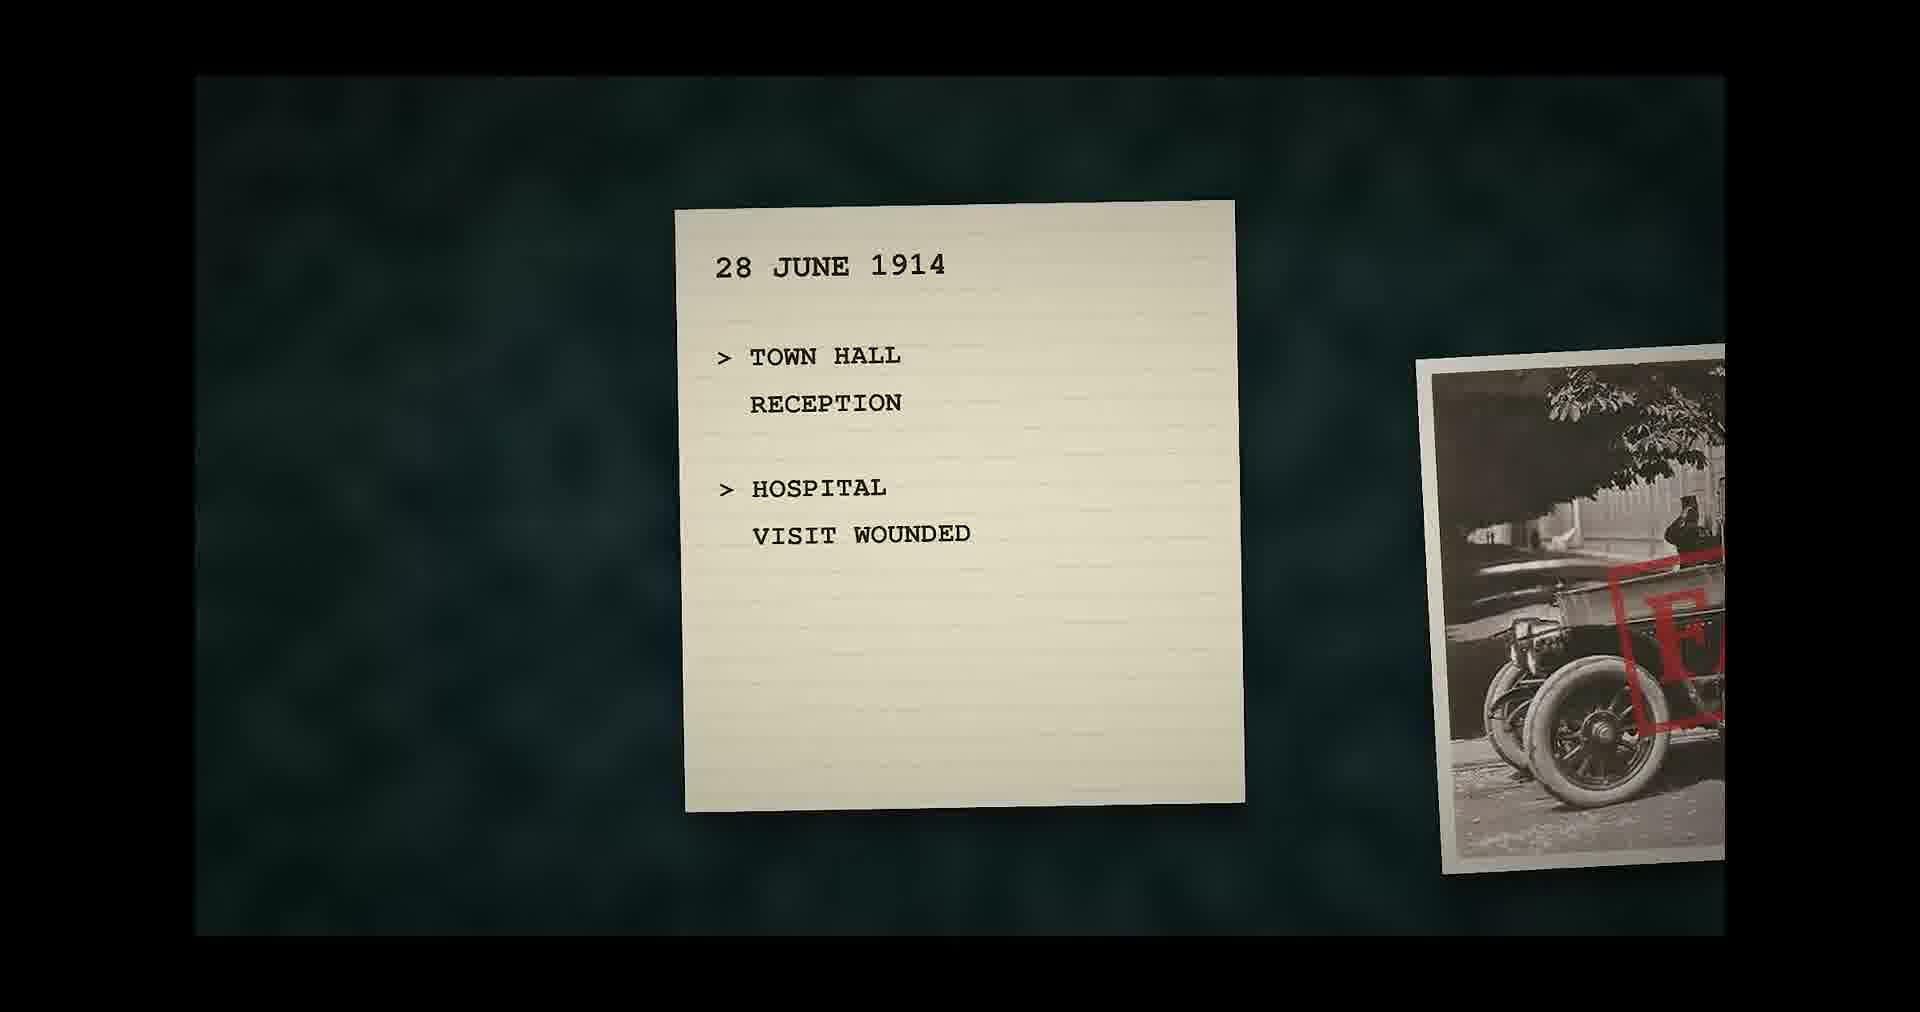 28 JUNE 1914
> TOWN HALL
RECEPTION
> HOSPITAL
VISIT WOUNDED